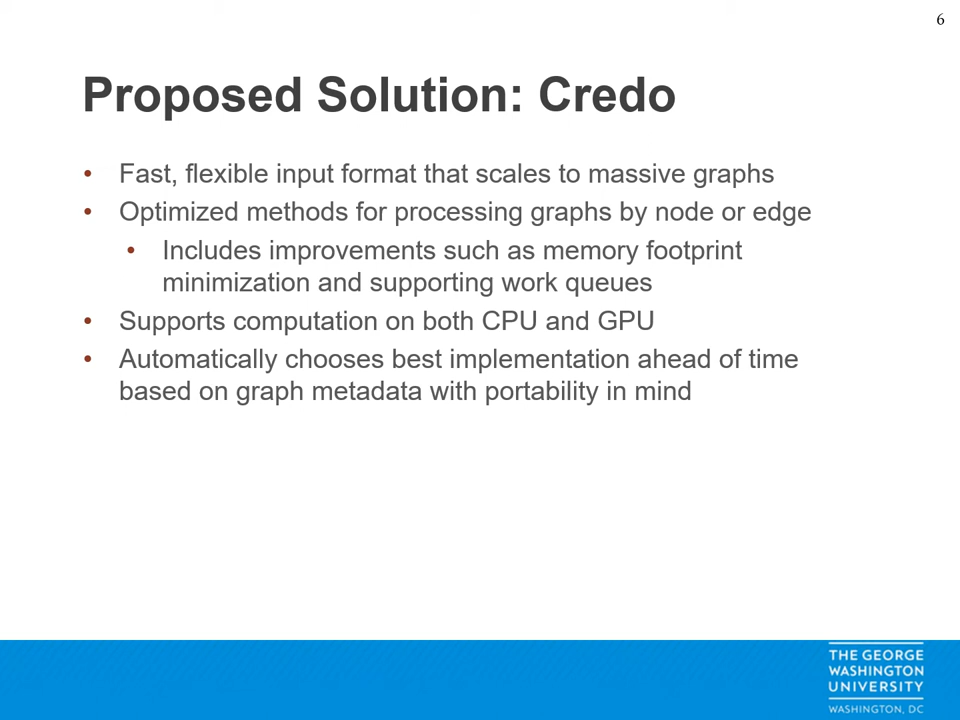 6
Proposed Solution: Credo
• Fast, flexible input format that scales to massive graphs
• Optimized methods for processing graphs by node or edge
• Includes improvements such as memory footprint
minimization and supporting work queues
• Supports computation on both CPU and GPU
• Automatically chooses best implementation ahead of time
based on graph metadata with portability in mind
THE GEORGE
WASHINGTON
UNIVERSITY
WASHINGTON, DC